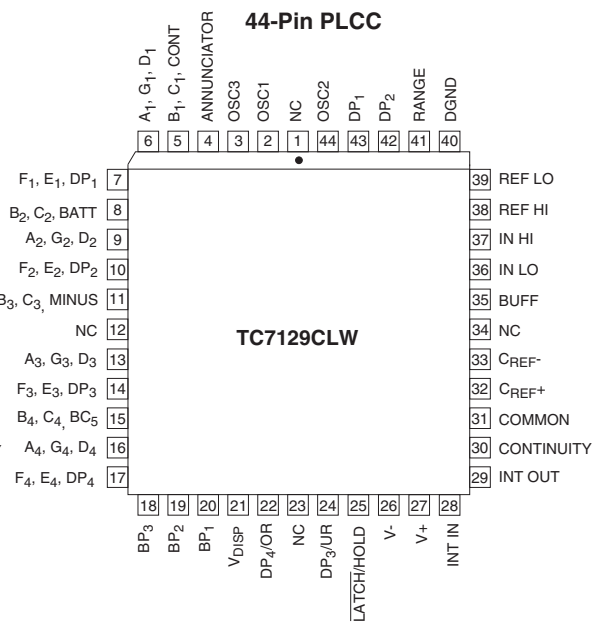 44-Pin PLCC
A1, G1, D1
B1, C1, CONT
ANNUNCIATOR
OSC3
OSC1
NC
OSC2
DP1
DP2
RANGE
DGND
6
5
4
3
2
1
44
43
42
41
40
F1, E1, DP1 7
B2, C2, BATT 8
A2, G2, D2 9
F2, E2, DP2 10
B3, C3, MINUS 11
NC 12
A3, G3, D3 13
F3, E3, DP3 14
B4, C4, BC5 15
A4, G4, D4 16
F4, E4, DP4 17
TC7129CLW
39 REF LO
38 REF HI
37 IN HI
36 IN LO
35 BUFF
34 NC
33 CREF-
32 CREF+
31 COMMON
30 CONTINUITY
29 INT OUT
18
19
20
21
22
23
24
25
26
27
28
BP3
BP2
BP1
VDISP
DP4/OR
NC
DP3/UR
LATCH/HOLD
V-
V+
INT IN